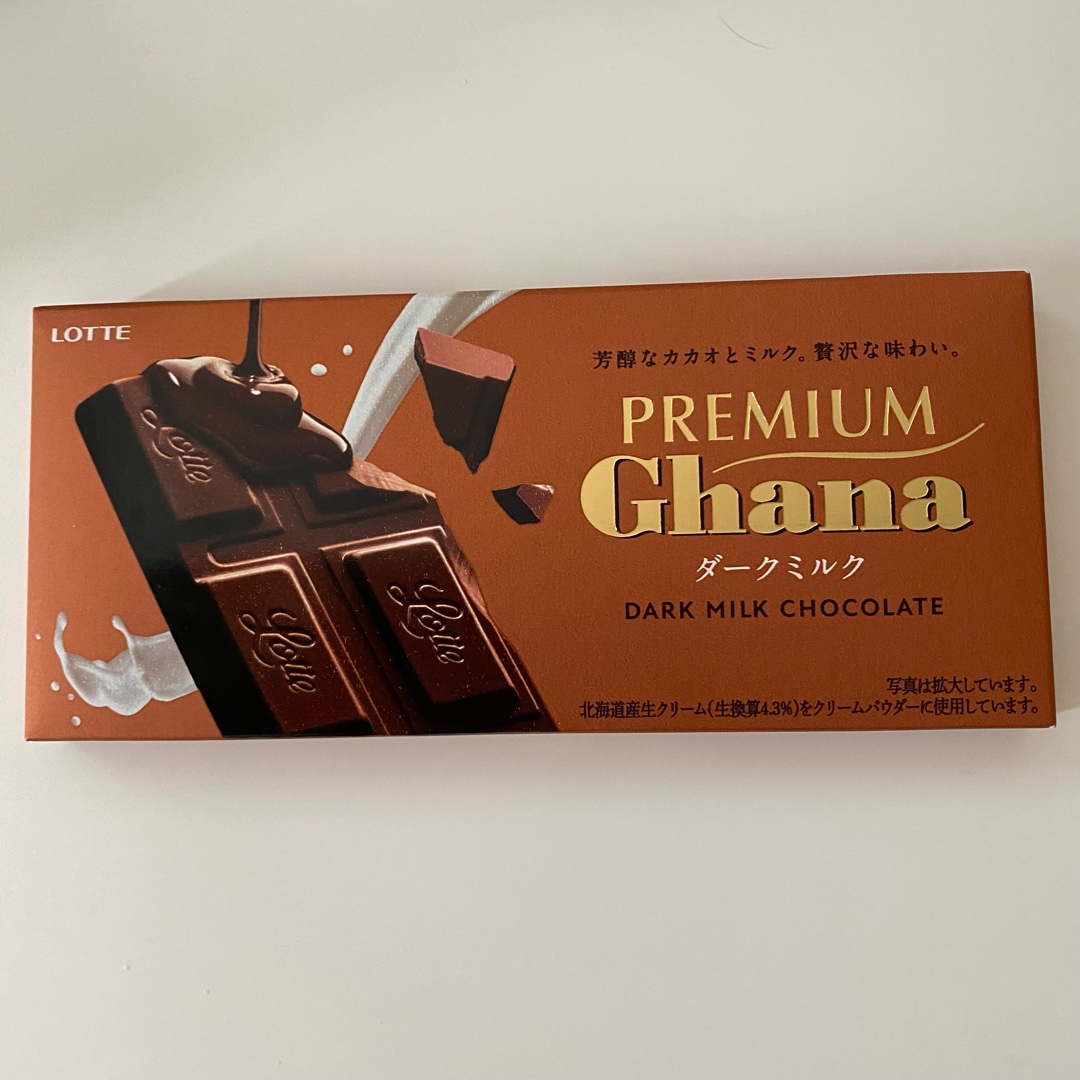 LOTTE
芳醇なカカオとミルク。贅沢な味わい。
PREMIUM
Ghana
ダークミルク
DARK MILK CHOCOLATE
写真は拡大しています。
北海道産生クリーム(生換算4.3%)をクリームパウダーに使用しています。
Lotte
Lotte
Lotte